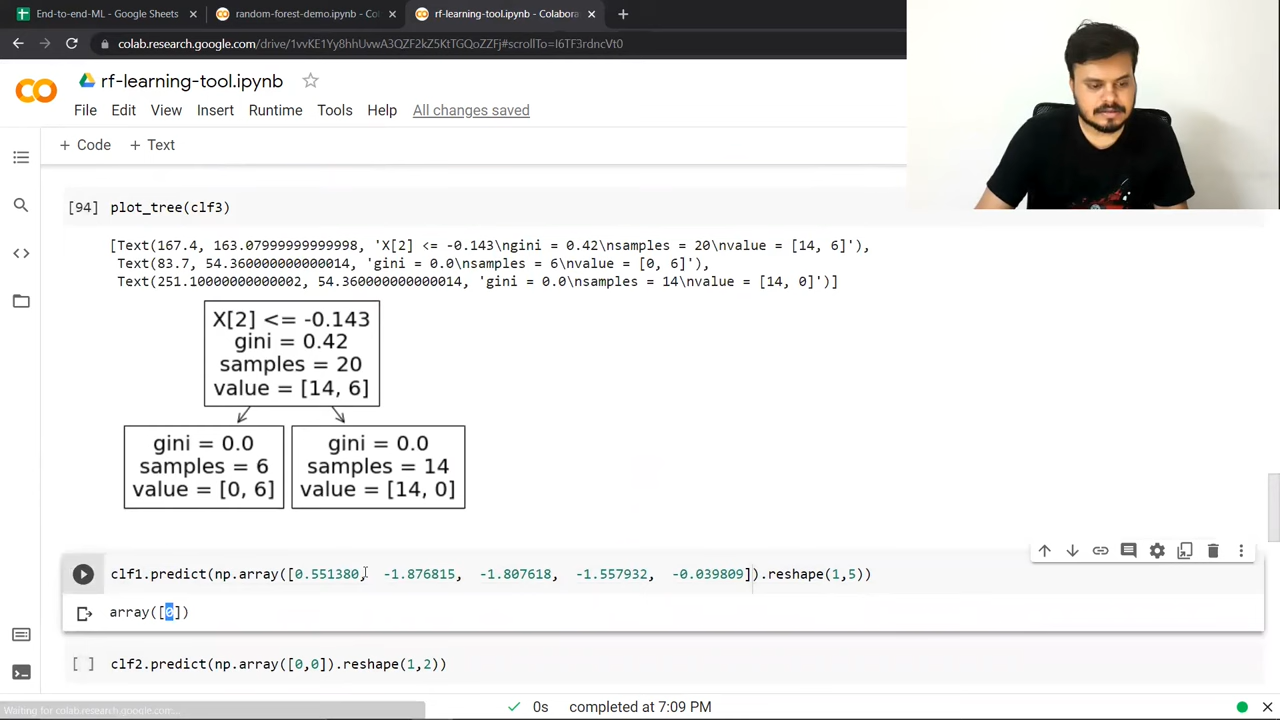 End-to-end-ML - Google Sheets
random-forest-demo.ipynb - Col
rf-learning-tool.ipynb - Colabora
colab.research.google.com/drive/1vvKE1Yy8hhUvwA3QZF2kZ5KtTGQoZZFj#scrollTo=I6TF3rdncVt0
rf-learning-tool.ipynb
File Edit View Insert Runtime Tools Help All changes saved
+ Code + Text
[94] plot_tree(clf3)
[Text(167.4, 163.07999999999998, 'X[2] <= -0.143\ngini = 0.42\nsamples = 20\nvalue = [14, 6]'),
Text(83.7, 54.360000000000014, 'gini = 0.0\nsamples = 6\nvalue = [0, 6]'),
Text(251.10000000000002, 54.360000000000014, 'gini = 0.0\nsamples = 14\nvalue = [14, 0]')]
X[2] <= -0.143
gini = 0.42
samples = 20
value = [14, 6]
gini = 0.0
samples = 6
value = [0, 6]
gini = 0.0
samples = 14
value = [14, 0]
clf1.predict(np.array([0.551380, -1.876815, -1.807618, -1.557932, -0.039809]).reshape(1,5))
array([0])
[ ] clf2.predict(np.array([0,0]).reshape(1,2))
Waiting for colab.research.google.com...
0s completed at 7:09 PM